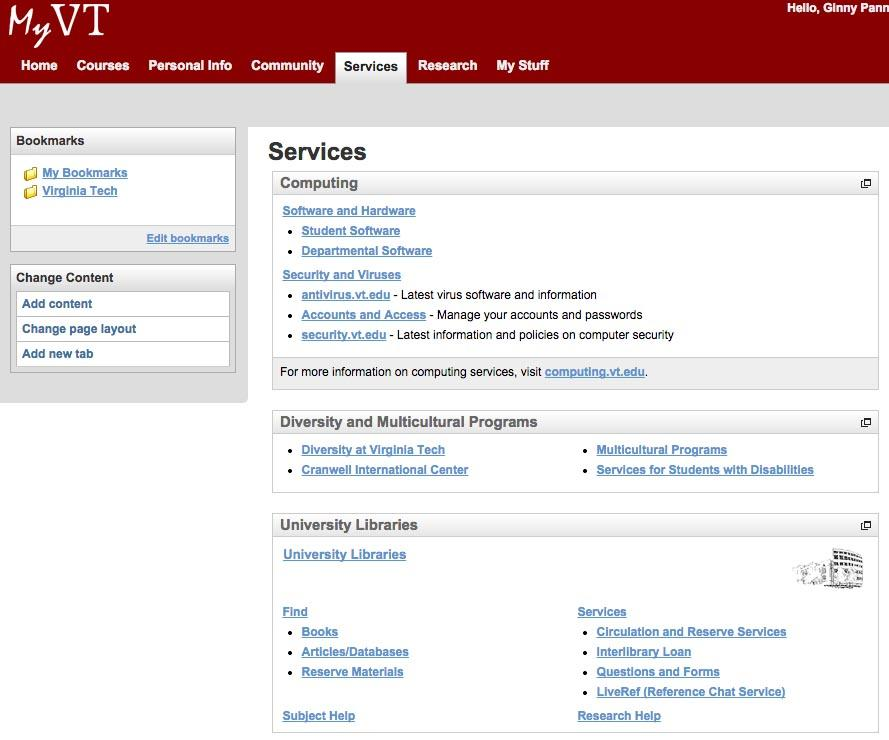 MyVT
Hello, Ginny Pann
Home Courses Personal Info Community Services Research My Stuff
Bookmarks
My Bookmarks
Virginia Tech
Edit bookmarks
Change Content
Add content
Change page layout
Add new tab
Services
Computing
Software and Hardware
• Student Software
• Departmental Software
Security and Viruses
• antivirus.vt.edu - Latest virus software and information
• Accounts and Access - Manage your accounts and passwords
• security.vt.edu - Latest information and policies on computer security
For more information on computing services, visit computing.vt.edu.
Diversity and Multicultural Programs
• Diversity at Virginia Tech
• Cranwell International Center
• Multicultural Programs
• Services for Students with Disabilities
University Libraries
University Libraries
Find
• Books
• Articles/Databases
• Reserve Materials
Subject Help
Services
• Circulation and Reserve Services
• Interlibrary Loan
• Questions and Forms
• LiveRef (Reference Chat Service)
Research Help